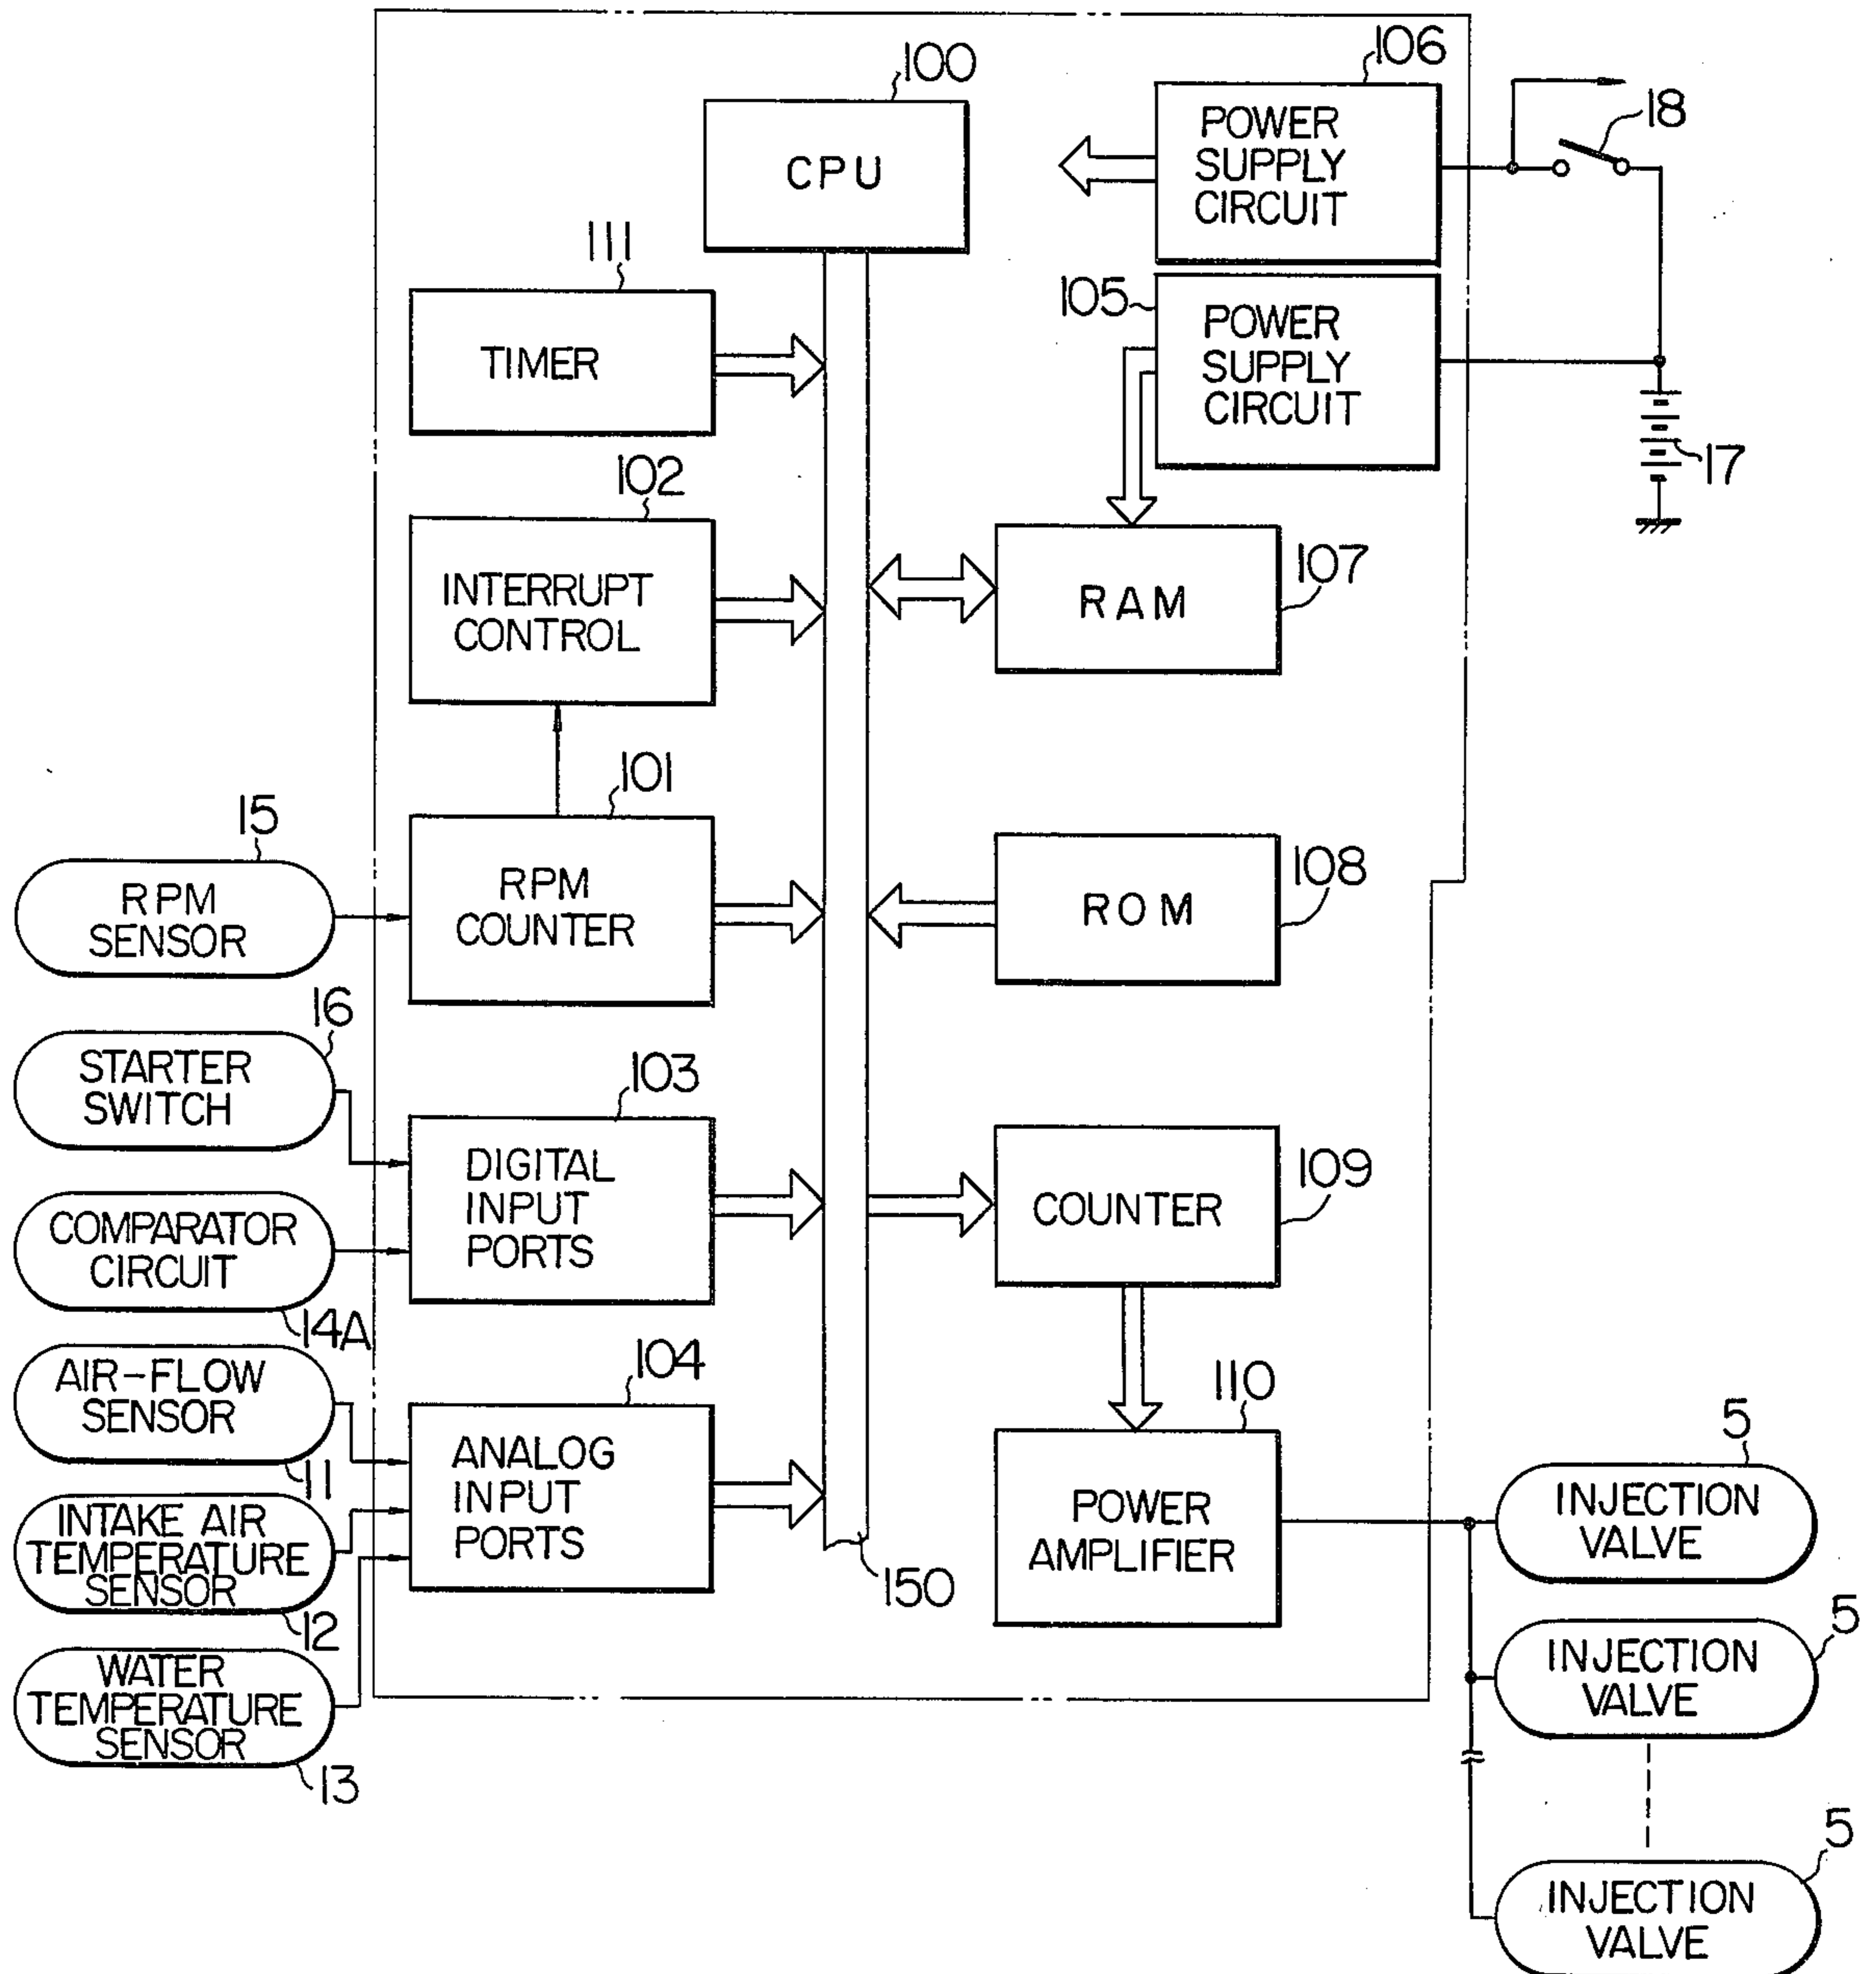 100
CPU
106
POWER
SUPPLY
CIRCUIT
18
111
TIMER
105
POWER
SUPPLY
CIRCUIT
17
102
INTERRUPT
CONTROL
107
RAM
101
RPM
COUNTER
15
RPM
SENSOR
108
ROM
16
STARTER
SWITCH
103
DIGITAL
INPUT
PORTS
109
COUNTER
COMPARATOR
CIRCUIT
14A
AIR-FLOW
SENSOR
11
104
ANALOG
INPUT
PORTS
110
POWER
AMPLIFIER
150
INTAKE AIR
TEMPERATURE
SENSOR
12
WATER
TEMPERATURE
SENSOR
13
5
INJECTION
VALVE
5
INJECTION
VALVE
5
INJECTION
VALVE